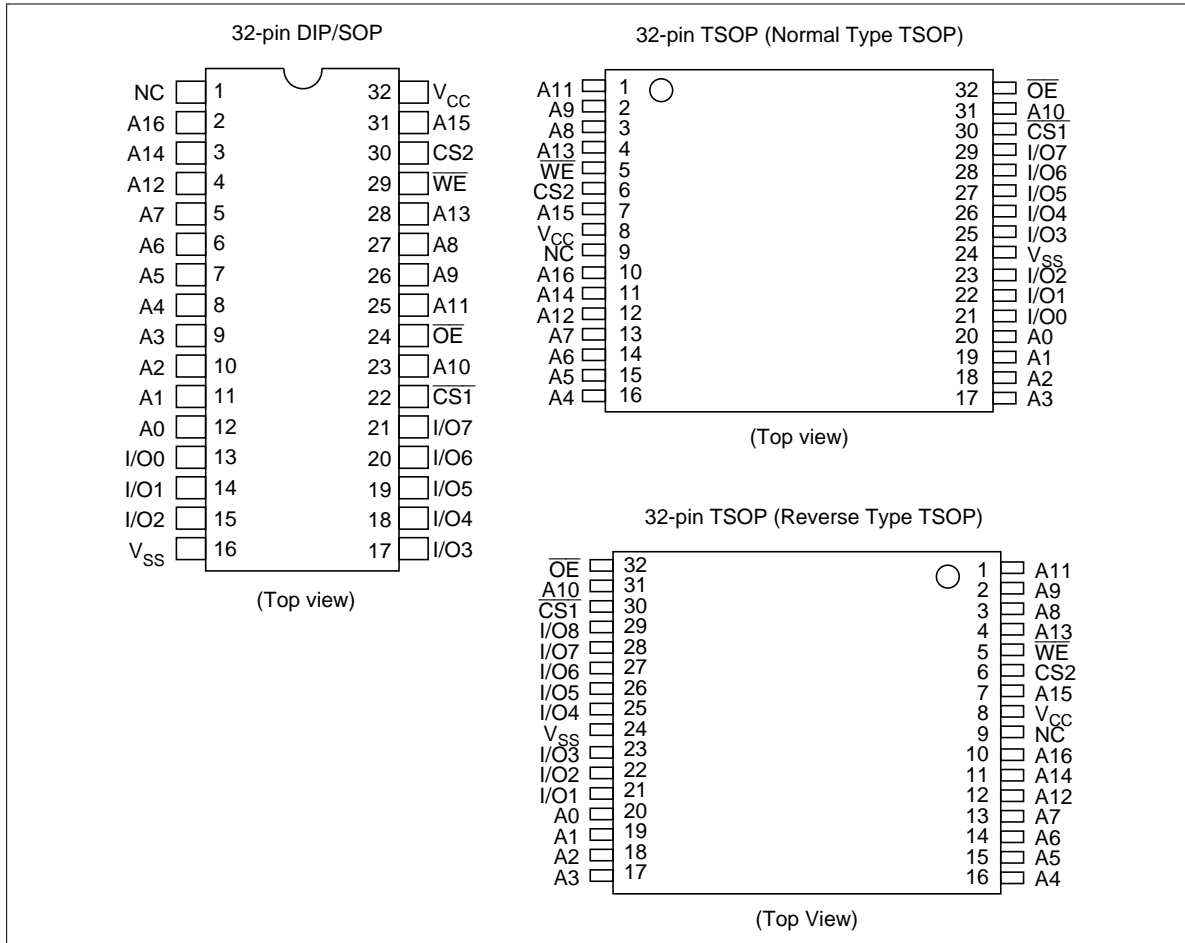 32-pin DIP/SOP
NC 1 32 VCC
A16 2 31 A15
A14 3 30 CS2
A12 4 29 W̅E̅
A7 5 28 A13
A6 6 27 A8
A5 7 26 A9
A4 8 25 A11
A3 9 24 O̅E̅
A2 10 23 A10
A1 11 22 C̅S̅1̅
A0 12 21 I/O7
I/O0 13 20 I/O6
I/O1 14 19 I/O5
I/O2 15 18 I/O4
VSS 16 17 I/O3
(Top view)
32-pin TSOP (Normal Type TSOP)
A11 1 32 O̅E̅
A9 2 31 A10
A8 3 30 C̅S̅1̅
A13 4 29 I/O7
W̅E̅ 5 28 I/O6
CS2 6 27 I/O5
A15 7 26 I/O4
VCC 8 25 I/O3
NC 9 24 VSS
A16 10 23 I/O2
A14 11 22 I/O1
A12 12 21 I/O0
A7 13 20 A0
A6 14 19 A1
A5 15 18 A2
A4 16 17 A3
(Top view)
32-pin TSOP (Reverse Type TSOP)
O̅E̅ 32 1 A11
A10 31 2 A9
C̅S̅1̅ 30 3 A8
I/O8 29 4 A13
I/O7 28 5 W̅E̅
I/O6 27 6 CS2
I/O5 26 7 A15
I/O4 25 8 VCC
VSS 24 9 NC
I/O3 23 10 A16
I/O2 22 11 A14
I/O1 21 12 A12
A0 20 13 A7
A1 19 14 A6
A2 18 15 A5
A3 17 16 A4
(Top View)